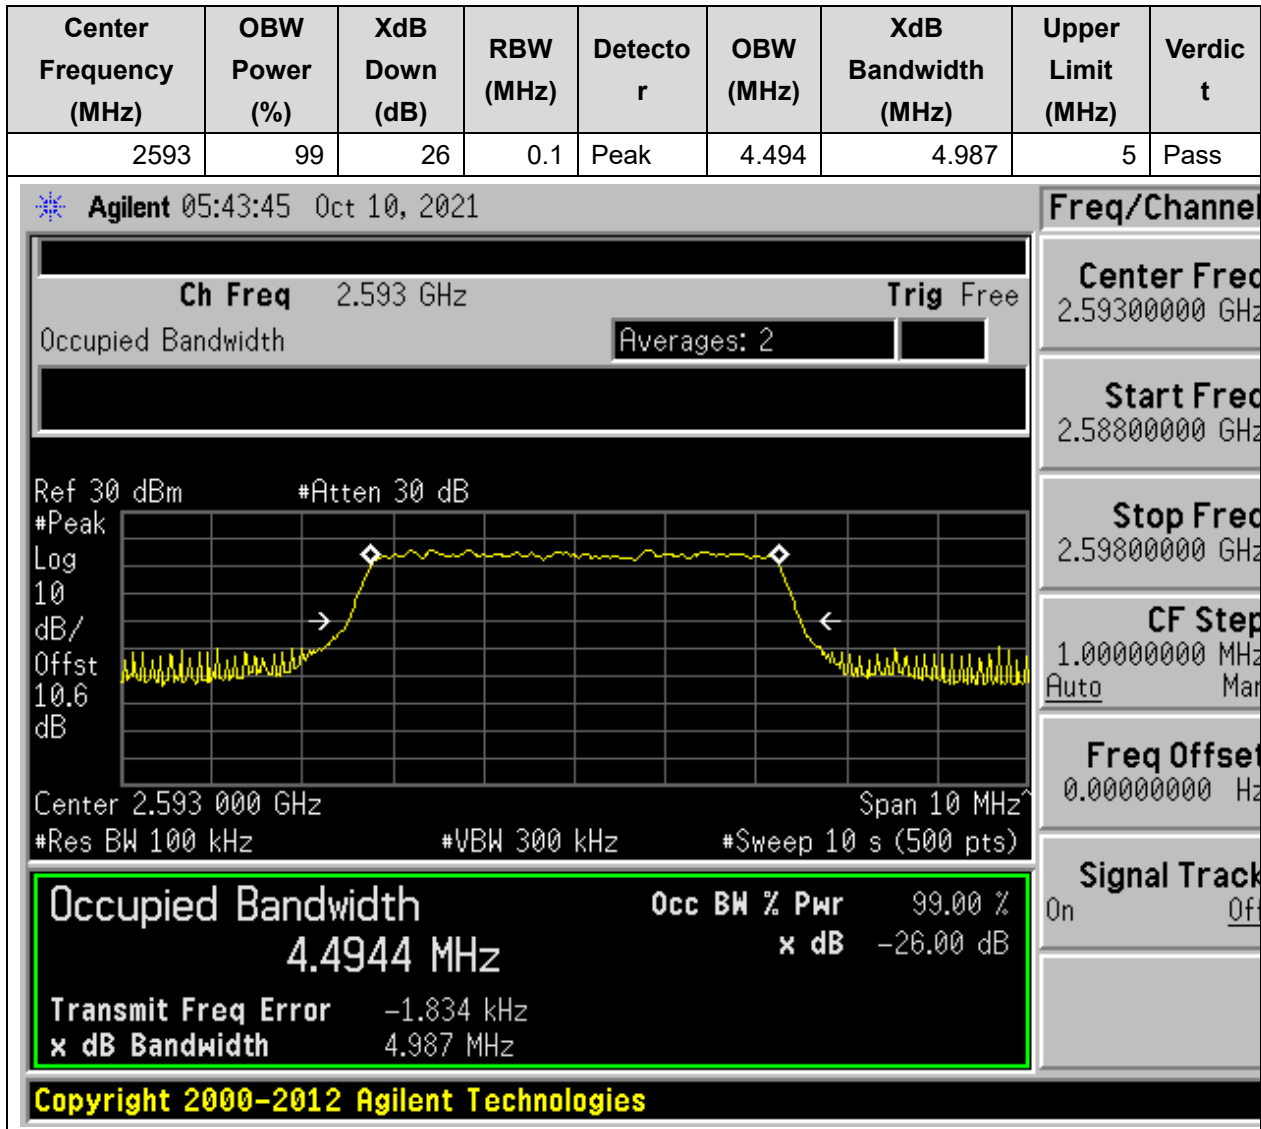 Center Frequency (MHz) OBW Power (%) XdB Down (dB) RBW (MHz) Detecto r OBW (MHz) XdB Bandwidth (MHz) Upper Limit (MHz) Verdic t
2593 99 26 0.1 Peak 4.494 4.987 5 Pass
Agilent 05:43:45 Oct 10, 2021
Freq/Channel
Ch Freq 2.593 GHz Trig Free
Occupied Bandwidth Averages: 2
Center Freq
2.59300000 GHz
Start Freq
2.58800000 GHz
Stop Freq
2.59800000 GHz
CF Step
1.00000000 MHz
Auto Man
Freq Offset
0.00000000 Hz
Signal Track
On Off
Ref 30 dBm #Atten 30 dB
#Peak
Log
10
dB/
Offst
10.6
dB
Center 2.593 000 GHz Span 10 MHz^
#Res BW 100 kHz #VBW 300 kHz #Sweep 10 s (500 pts)
Occupied Bandwidth Occ BW % Pwr 99.00 %
4.4944 MHz x dB -26.00 dB
Transmit Freq Error -1.834 kHz
x dB Bandwidth 4.987 MHz
Copyright 2000-2012 Agilent Technologies